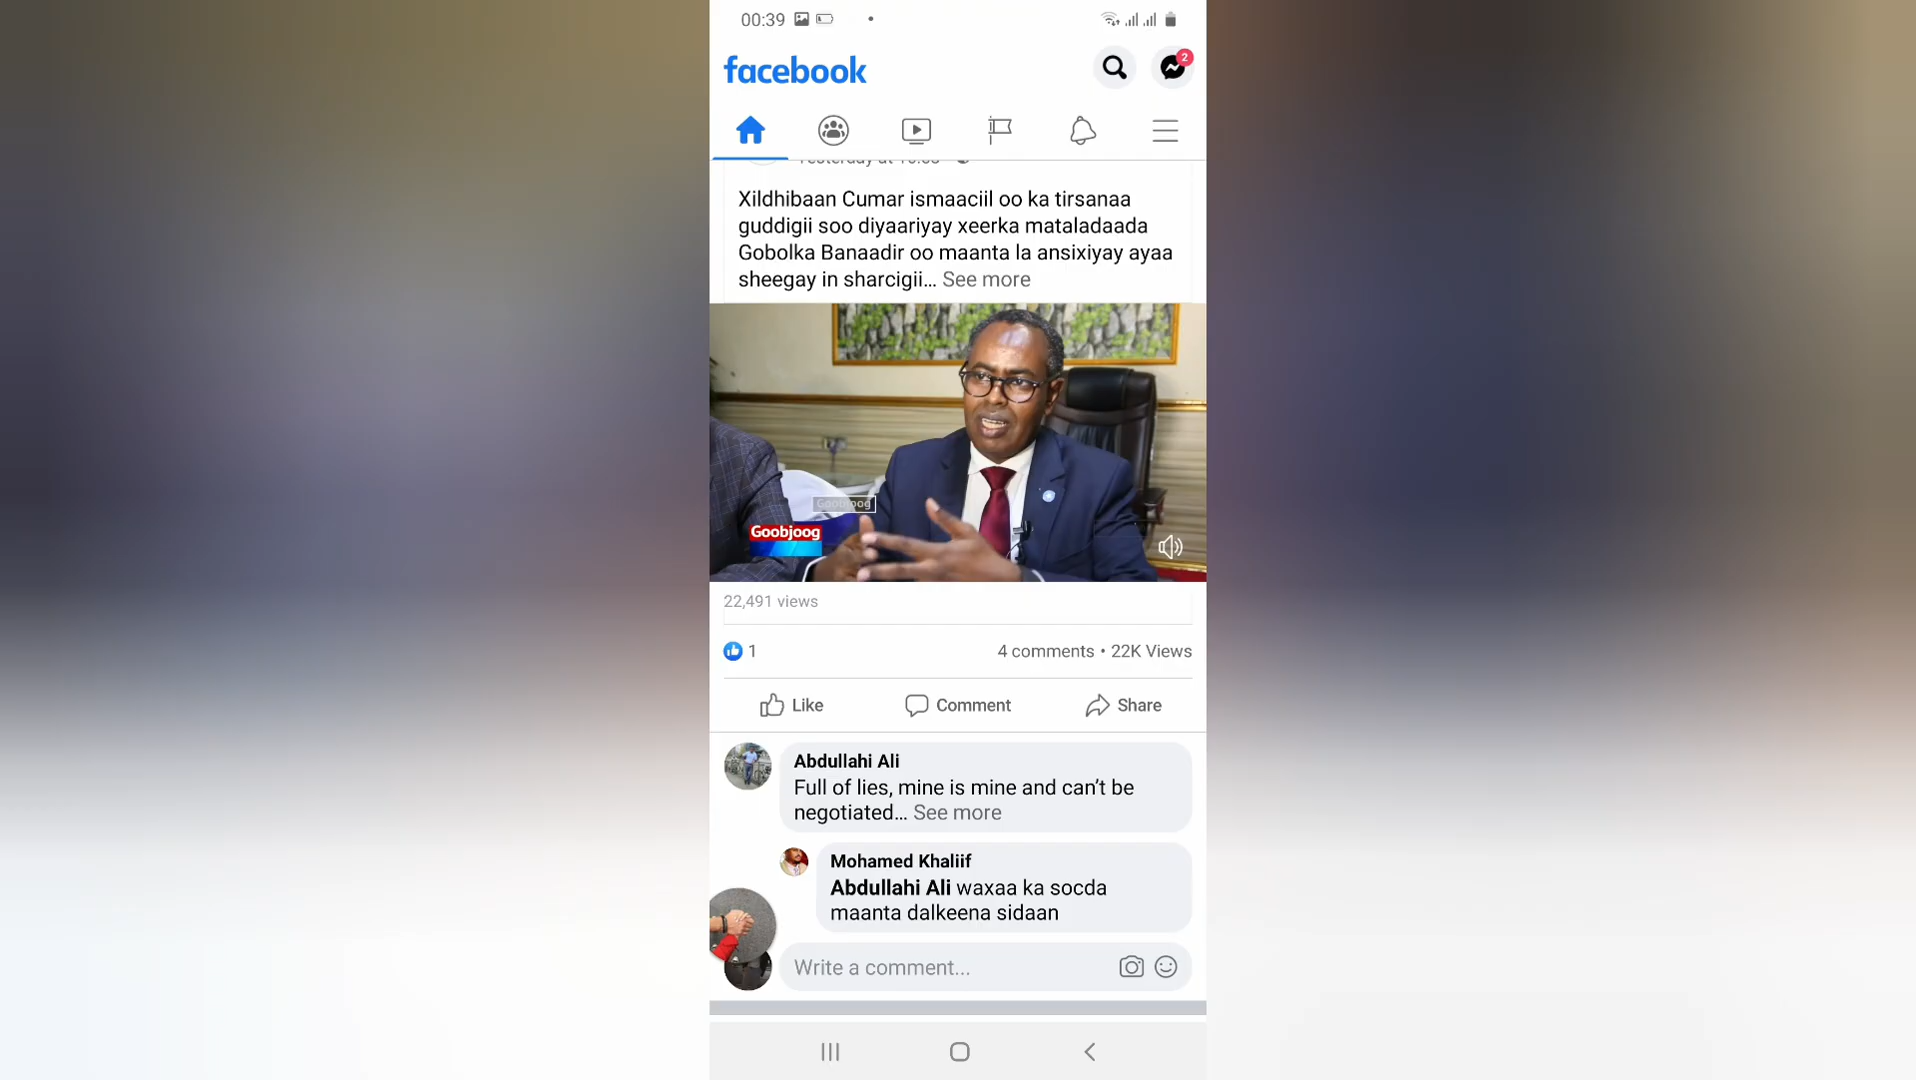 00:39
2
facebook
Xildhibaan Cumar ismaaciil oo ka tirsanaa
guddigii soo diyaariyay xeerka mataladaada
Gobolka Banaadir oo maanta la ansixiyay ayaa
sheegay in sharcigii... See more
Goobjoog
Goobjoog
22,491 views
1
4 comments • 22K Views
Like
Comment
Share
Abdullahi Ali
Full of lies, mine is mine and can't be
negotiated... See more
Mohamed Khaliif
Abdullahi Ali waxaa ka socda
maanta dalkeena sidaan
Write a comment...